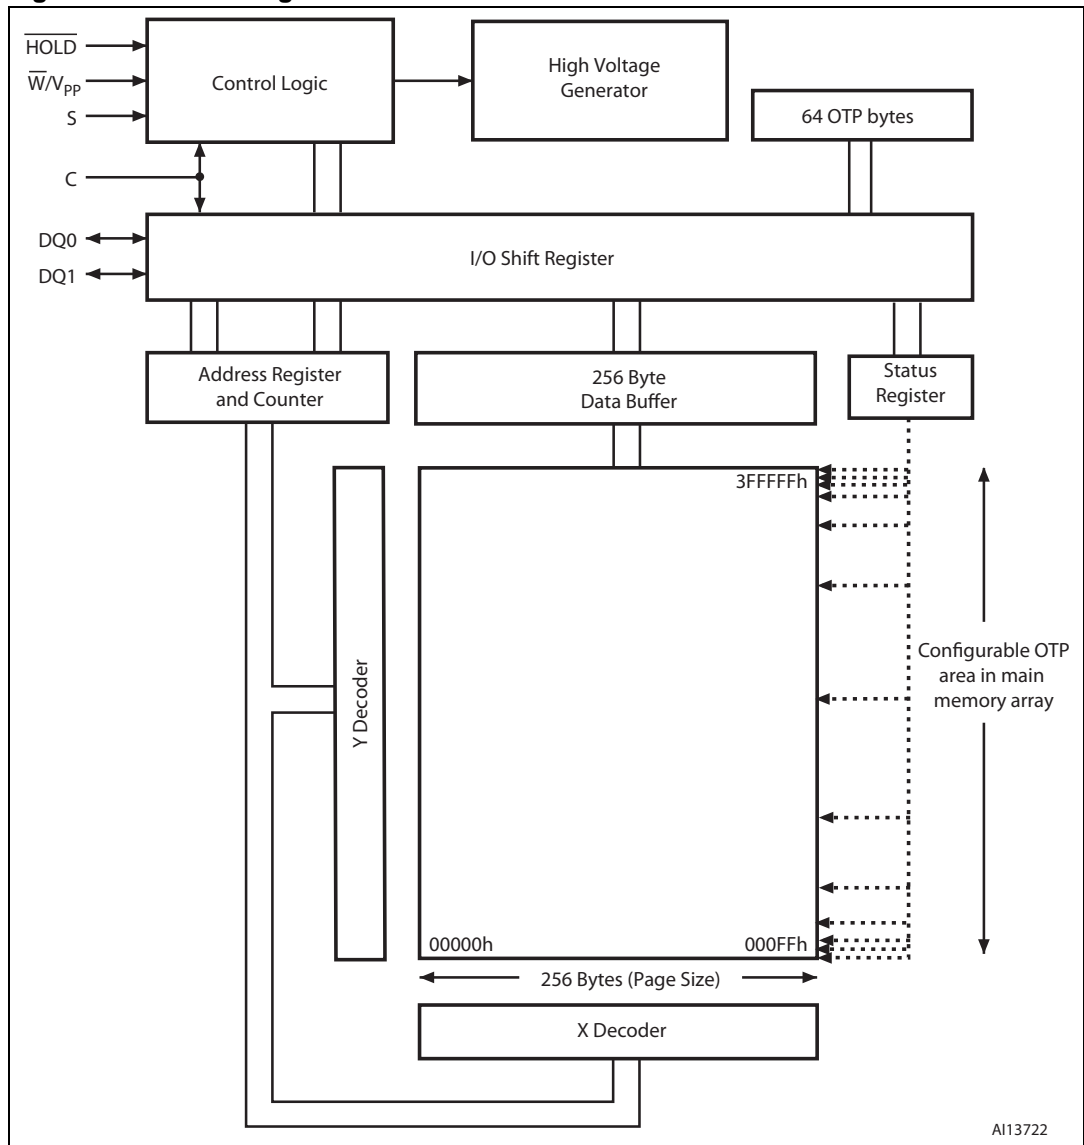 HOLD
W/VPP
S
C
DQ0
DQ1
Control Logic
High Voltage
Generator
64 OTP bytes
I/O Shift Register
Address Register
and Counter
256 Byte
Data Buffer
Status
Register
3FFFFFh
Y Decoder
Configurable OTP
area in main
memory array
00000h
000FFh
256 Bytes (Page Size)
X Decoder
AI13722